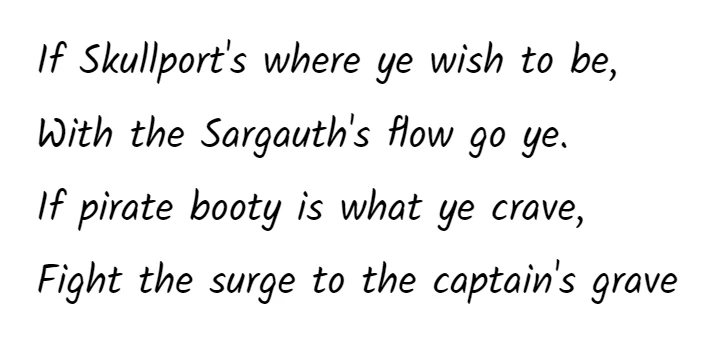 If Skullport's where ye wish to be,
With the Sargauth's flow go ye.
If pirate booty is what ye crave,
Fight the surge to the captain's grave